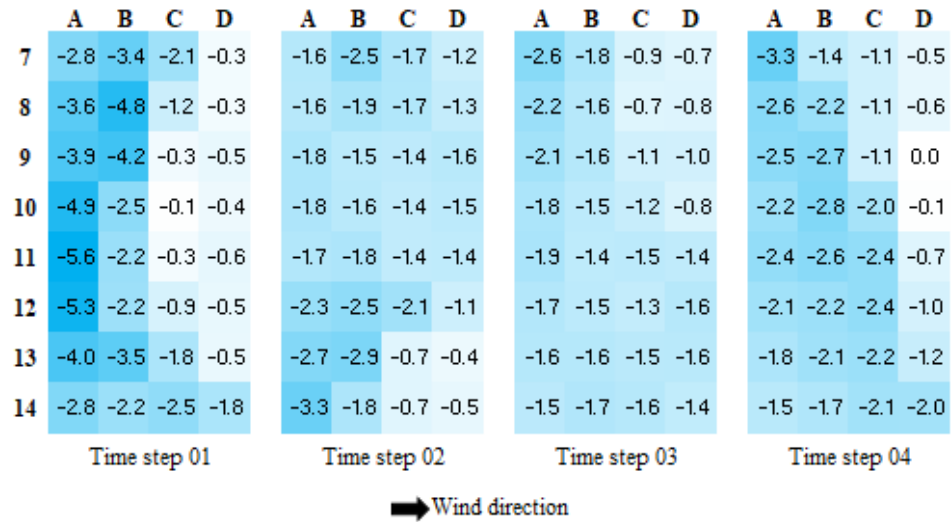 A B C D A B C D A B C D A B C D
7 -2.8 -3.4 -2.1 -0.3 -1.6 -2.5 -1.7 -1.2 -2.6 -1.8 -0.9 -0.7 -3.3 -1.4 -1.1 -0.5
8 -3.6 -4.8 -1.2 -0.3 -1.6 -1.9 -1.7 -1.3 -2.2 -1.6 -0.7 -0.8 -2.6 -2.2 -1.1 -0.6
9 -3.9 -4.2 -0.3 -0.5 -1.8 -1.5 -1.4 -1.6 -2.1 -1.6 -1.1 -1.0 -2.5 -2.7 -1.1 0.0
10 -4.9 -2.5 -0.1 -0.4 -1.8 -1.6 -1.4 -1.5 -1.8 -1.5 -1.2 -0.8 -2.2 -2.8 -2.0 -0.1
11 -5.6 -2.2 -0.3 -0.6 -1.7 -1.8 -1.4 -1.4 -1.9 -1.4 -1.5 -1.4 -2.4 -2.6 -2.4 -0.7
12 -5.3 -2.2 -0.9 -0.5 -2.3 -2.5 -2.1 -1.1 -1.7 -1.5 -1.3 -1.6 -2.1 -2.2 -2.4 -1.0
13 -4.0 -3.5 -1.8 -0.5 -2.7 -2.9 -0.7 -0.4 -1.6 -1.6 -1.5 -1.6 -1.8 -2.1 -2.2 -1.2
14 -2.8 -2.2 -2.5 -1.8 -3.3 -1.8 -0.7 -0.5 -1.5 -1.7 -1.6 -1.4 -1.5 -1.7 -2.1 -2.0
Time step 01 Time step 02 Time step 03 Time step 04
Wind direction